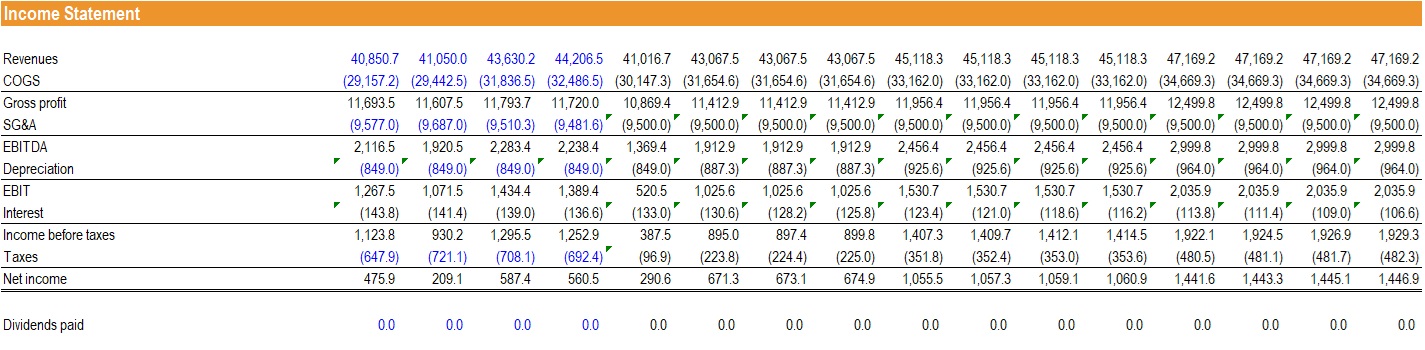 Income Statement
Revenues 40,850.7 41,050.0 43,630.2 44,206.5 41,016.7 43,067.5 43,067.5 43,067.5 45,118.3 45,118.3 45,118.3 45,118.3 47,169.2 47,169.2 47,169.2 47,169.2
COGS (29,157.2) (29,442.5) (31,836.5) (32,486.5) (30,147.3) (31,654.6) (31,654.6) (31,654.6) (33,162.0) (33,162.0) (33,162.0) (33,162.0) (34,669.3) (34,669.3) (34,669.3) (34,669.3)
Gross profit 11,693.5 11,607.5 11,793.7 11,720.0 10,869.4 11,412.9 11,412.9 11,412.9 11,956.4 11,956.4 11,956.4 11,956.4 12,499.8 12,499.8 12,499.8 12,499.8
SG&A (9,577.0) (9,687.0) (9,510.3) (9,481.6) (9,500.0) (9,500.0) (9,500.0) (9,500.0) (9,500.0) (9,500.0) (9,500.0) (9,500.0) (9,500.0) (9,500.0) (9,500.0) (9,500.0)
EBITDA 2,116.5 1,920.5 2,283.4 2,238.4 1,369.4 1,912.9 1,912.9 1,912.9 2,456.4 2,456.4 2,456.4 2,456.4 2,999.8 2,999.8 2,999.8 2,999.8
Depreciation (849.0) (849.0) (849.0) (849.0) (849.0) (887.3) (887.3) (887.3) (925.6) (925.6) (925.6) (925.6) (964.0) (964.0) (964.0) (964.0)
EBIT 1,267.5 1,071.5 1,434.4 1,389.4 520.5 1,025.6 1,025.6 1,025.6 1,530.7 1,530.7 1,530.7 1,530.7 2,035.9 2,035.9 2,035.9 2,035.9
Interest (143.8) (141.4) (139.0) (136.6) (133.0) (130.6) (128.2) (125.8) (123.4) (121.0) (118.6) (116.2) (113.8) (111.4) (109.0) (106.6)
Income before taxes 1,123.8 930.2 1,295.5 1,252.9 387.5 895.0 897.4 899.8 1,407.3 1,409.7 1,412.1 1,414.5 1,922.1 1,924.5 1,926.9 1,929.3
Taxes (647.9) (721.1) (708.1) (692.4) (96.9) (223.8) (224.4) (225.0) (351.8) (352.4) (353.0) (353.6) (480.5) (481.1) (481.7) (482.3)
Net income 475.9 209.1 587.4 560.5 290.6 671.3 673.1 674.9 1,055.5 1,057.3 1,059.1 1,060.9 1,441.6 1,443.3 1,445.1 1,446.9
Dividends paid 0.0 0.0 0.0 0.0 0.0 0.0 0.0 0.0 0.0 0.0 0.0 0.0 0.0 0.0 0.0 0.0